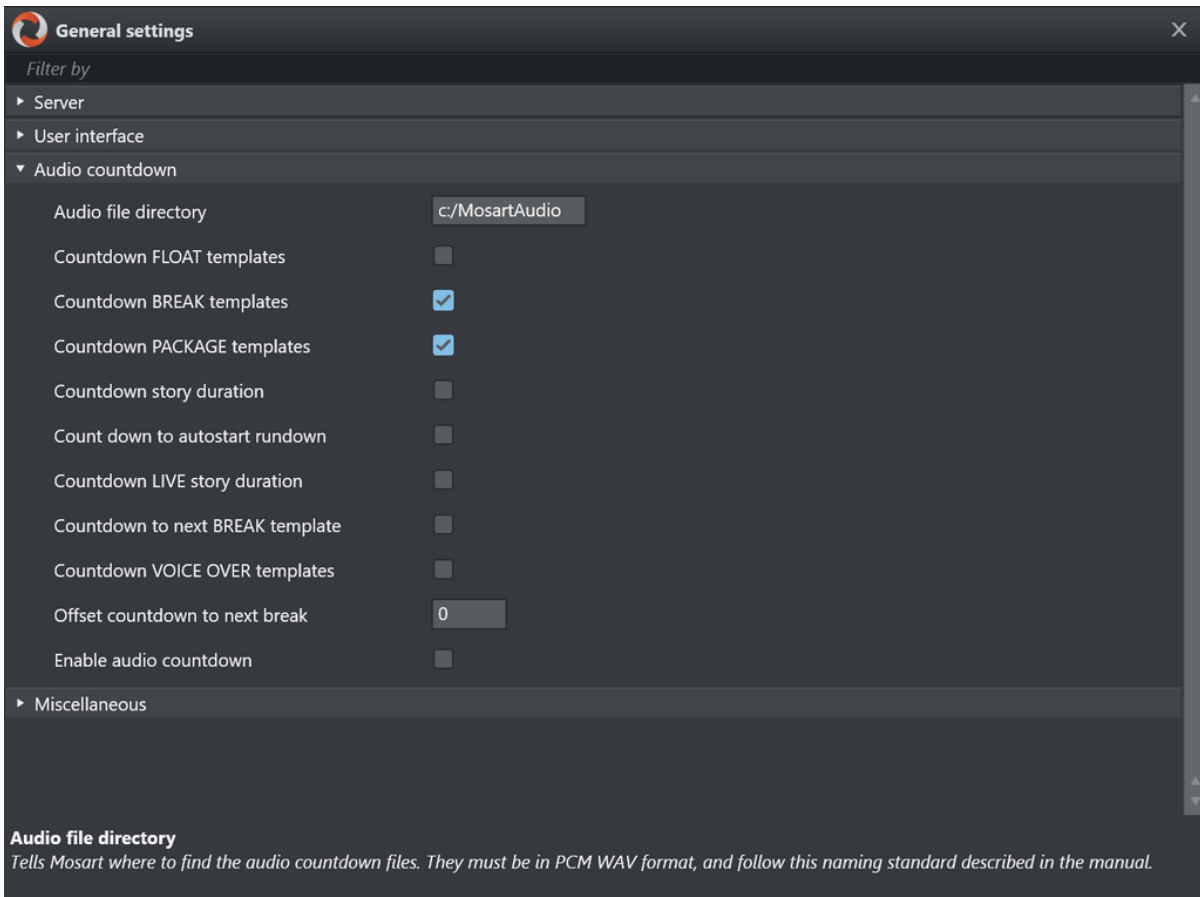 General settings
Filter by
Server
User interface
Audio countdown
Audio file directory c:/MosartAudio
Countdown FLOAT templates
Countdown BREAK templates
Countdown PACKAGE templates
Countdown story duration
Count down to autostart rundown
Countdown LIVE story duration
Countdown to next BREAK template
Countdown VOICE OVER templates
Offset countdown to next break 0
Enable audio countdown
Miscellaneous
Audio file directory
Tells Mosart where to find the audio countdown files. They must be in PCM WAV format, and follow this naming standard described in the manual.